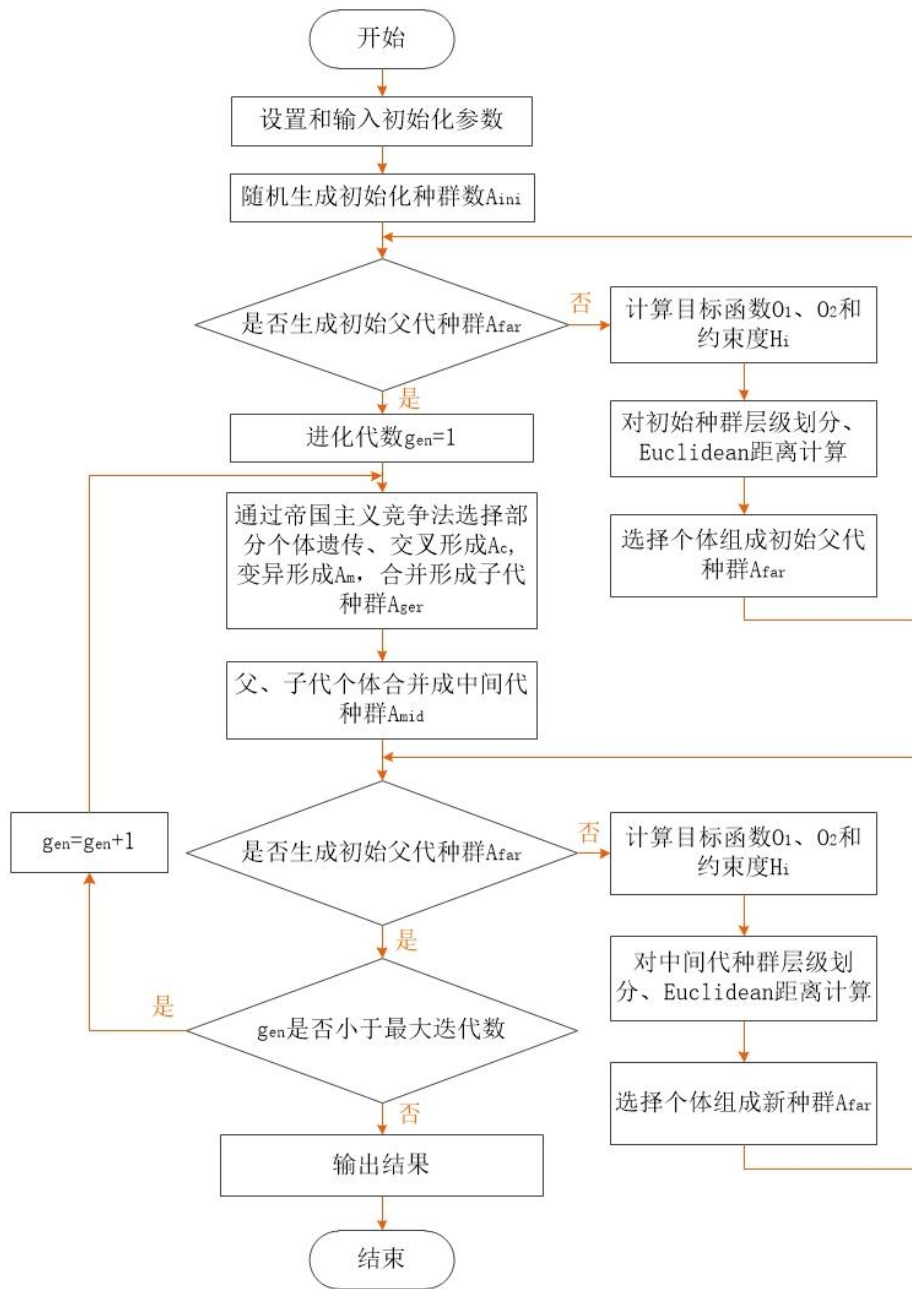 开始
设置和输入初始化参数
随机生成初始化种群数Aini
是否生成初始父代种群Afar
否
计算目标函数O1、O2和
约束度Hi
对初始种群层级划分、
Euclidean距离计算
选择个体组成初始父代
种群Afar
是
进化代数gen=1
通过帝国主义竞争法选择部
分个体遗传、交叉形成Ac,
变异形成Am，合并形成子代
种群Ager
父、子代个体合并成中间代
种群Amid
是否生成初始父代种群Afar
否
计算目标函数O1、O2和
约束度Hi
对中间代种群层级划
分、Euclidean距离计算
选择个体组成新种群Afar
是
gen是否小于最大迭代数
是
gen=gen+1
否
输出结果
结束